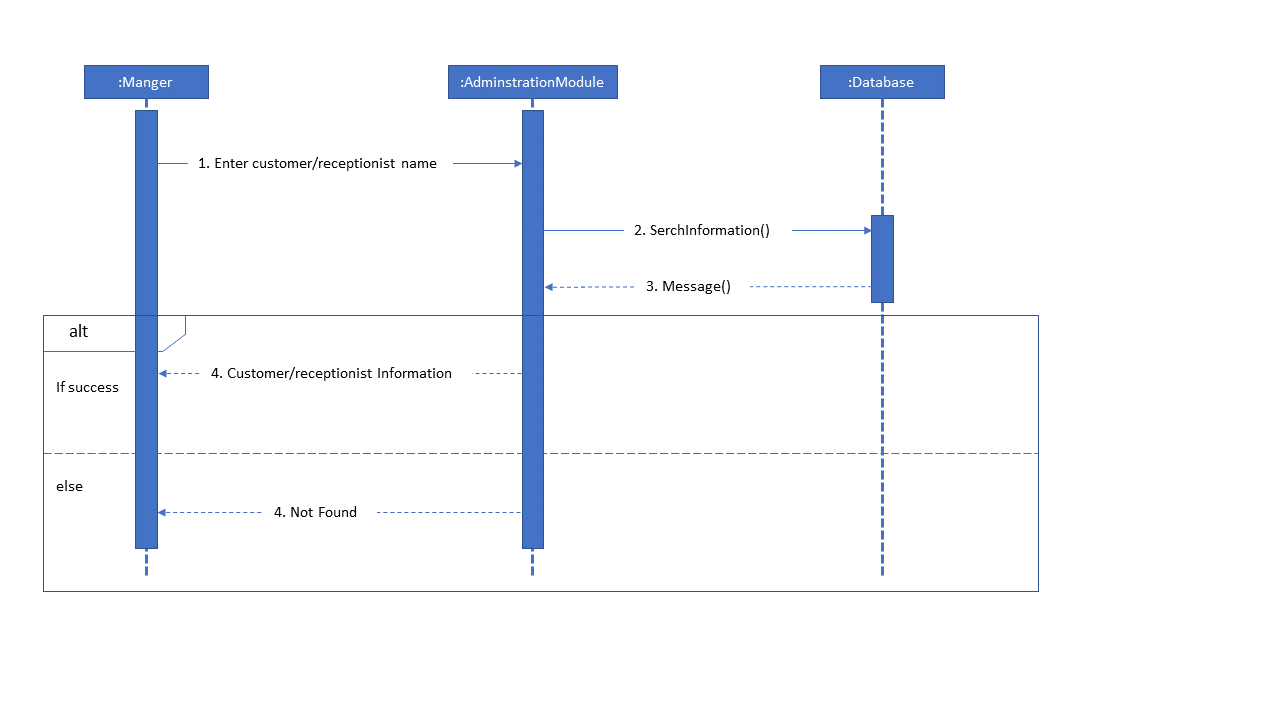 :Manger
:AdminstrationModule
:Database
1. Enter customer/receptionist name
2. SerchInformation()
3. Message()
alt
4. Customer/receptionist Information
If success
else
4. Not Found